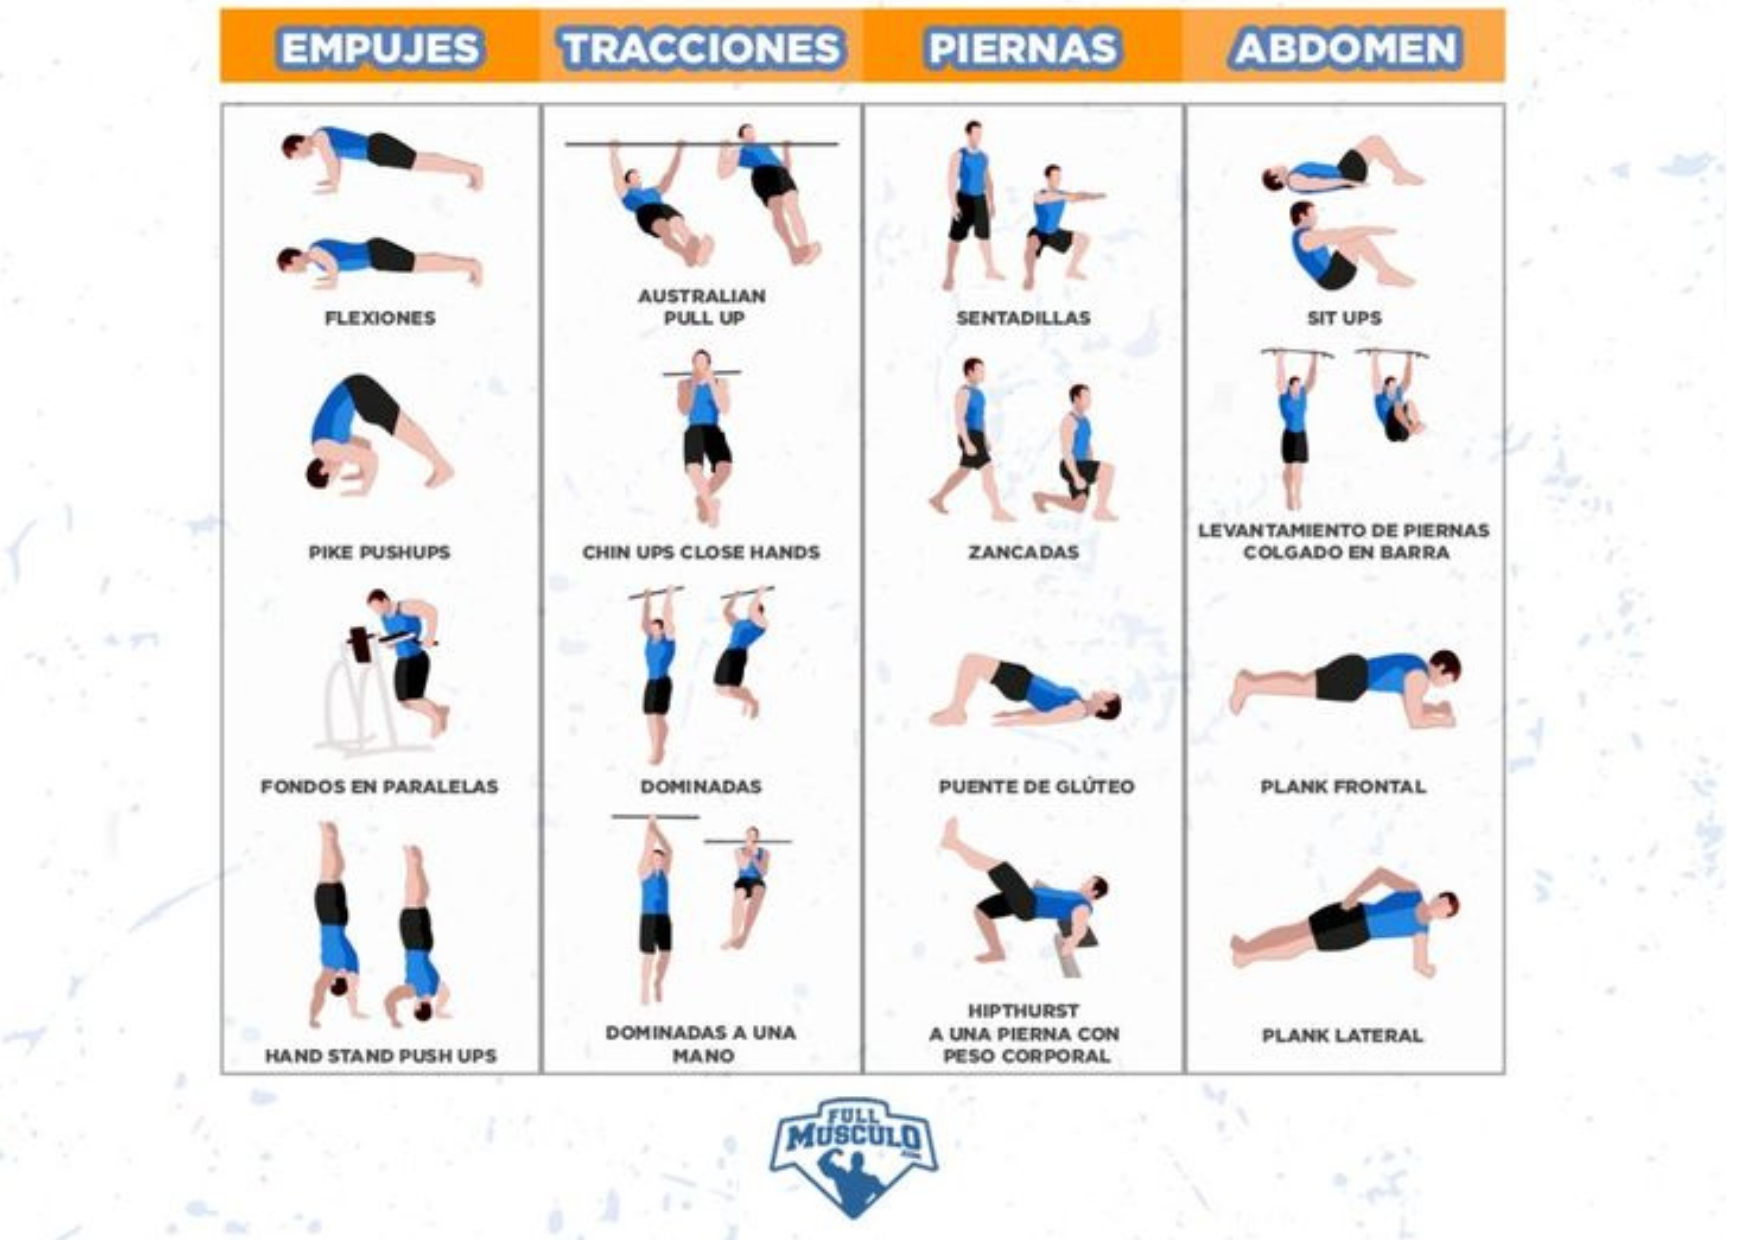 EMPUJES
TRACCIONES
PIERNAS
ABDOMEN
FLEXIONES
AUSTRALIAN
PULL UP
SENTADILLAS
SIT UPS
PIKE PUSHUPS
CHIN UPS CLOSE HANDS
ZANCADAS
LEVANTAMIENTO DE PIERNAS
COLGADO EN BARRA
FONDOS EN PARALELAS
DOMINADAS
PUENTE DE GLÚTEO
PLANK FRONTAL
HAND STAND PUSH UPS
DOMINADAS A UNA
MANO
HIPTHURST
A UNA PIERNA CON
PESO CORPORAL
PLANK LATERAL
FULL
MUSCULO
.COM